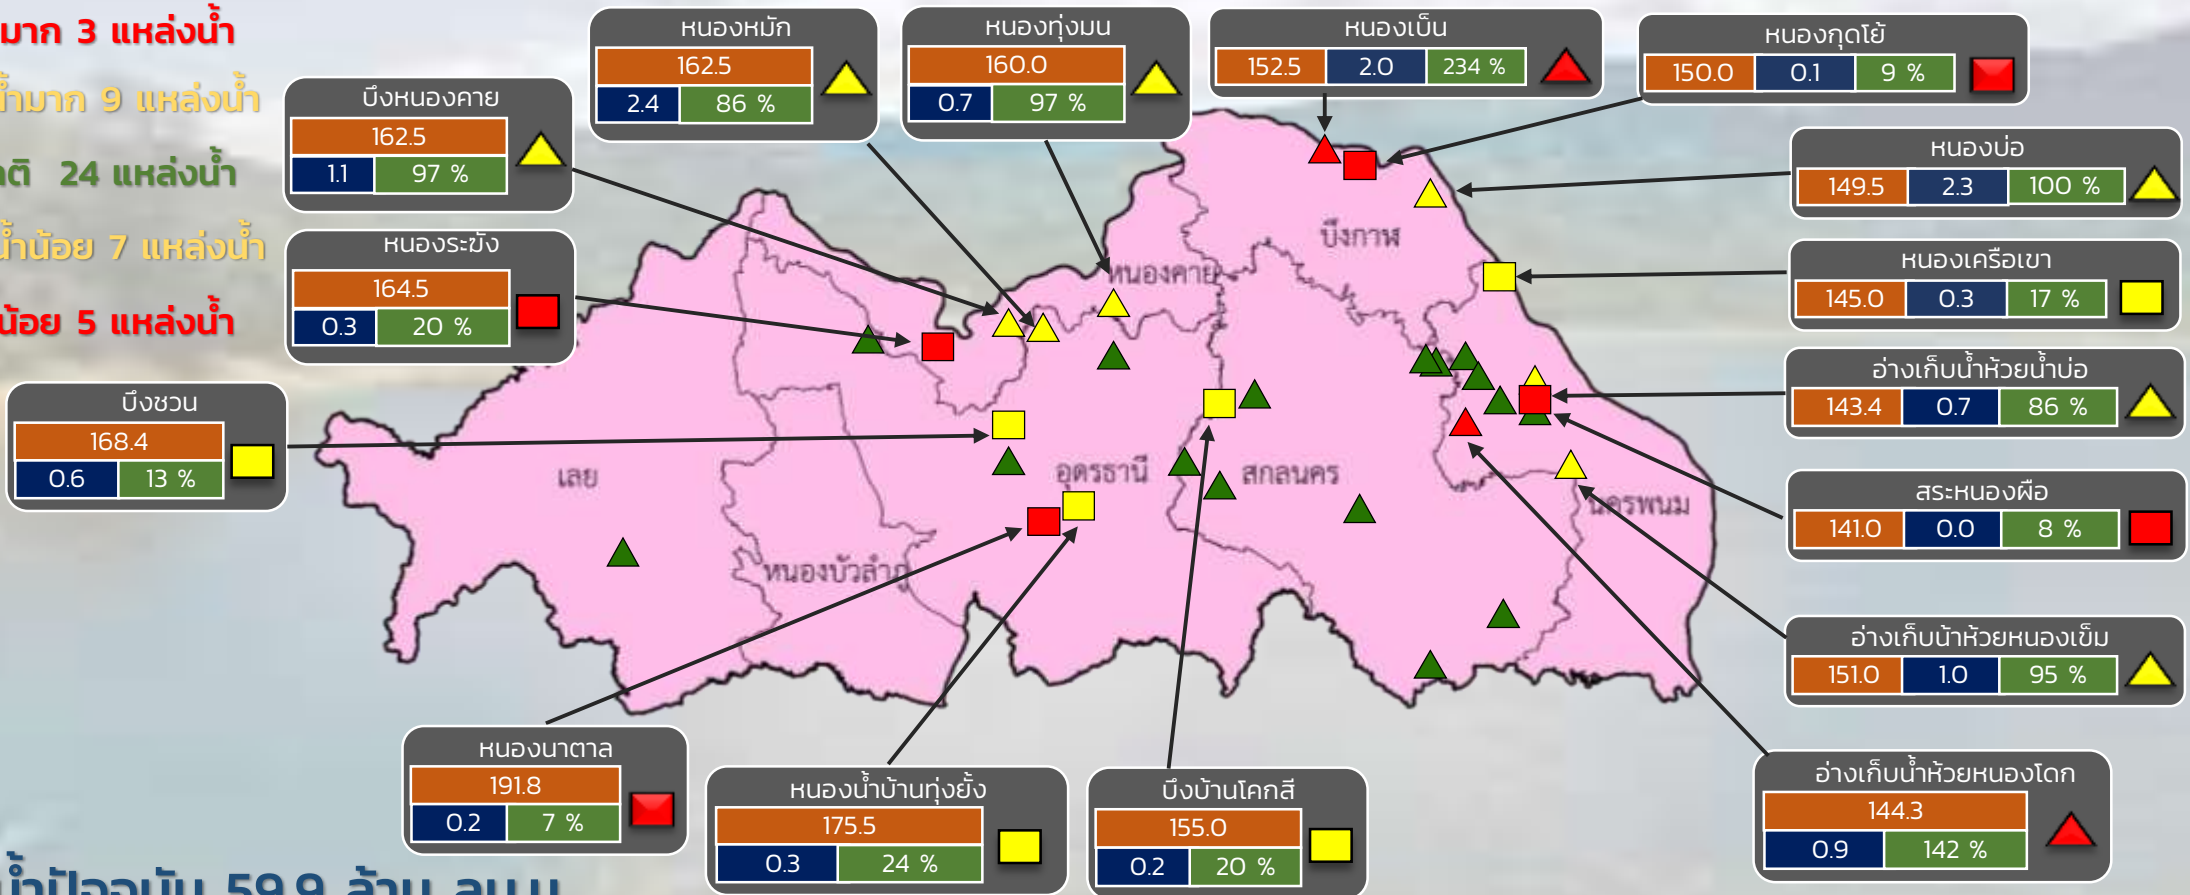 มาก 3 แหล่งน้ำ
น้ำมาก 9 แหล่งน้ำ
24 แหล่งน้ำ
น้ำน้อย 7 แหล่งน้ำ
น้อย 5 แหล่งน้ำ
บึงหนองคาย
162.5
1.1 97 %
หนองหมัก
162.5
2.4 86 %
หนองทุ่งมน
160.0
0.7 97 %
หนองเบ็น
152.5 2.0 234 %
หนองกุดโย้
150.0 0.1 9 %
หนองบ่อ
149.5 2.3 100 %
หนองเครือเขา
145.0 0.3 17 %
อ่างเก็บน้ำห้วยน้ำบ่อ
143.4 0.7 86 %
สระหนองผือ
141.0 0.0 8 %
อ่างเก็บน้าห้วยหนองเข็ม
151.0 1.0 95 %
อ่างเก็บน้ำห้วยหนองโดก
144.3
0.9 142 %
หนองระฆัง
164.5
0.3 20 %
บึงชวน
168.4
0.6 13 %
หนองนาตาล
191.8
0.2 7 %
หนองน้ำบ้านทุ่งยั้ง
175.5
0.3 24 %
บึงบ้านโคกสี
155.0
0.2 20 %
บึงกาฬ
หนองคาย
เลย
อุดรธานี
สกลนคร
นครพนม
หนองบัวลำภู
น้ำปัจจุบัน 59.9 ล้าน ลบ.ม